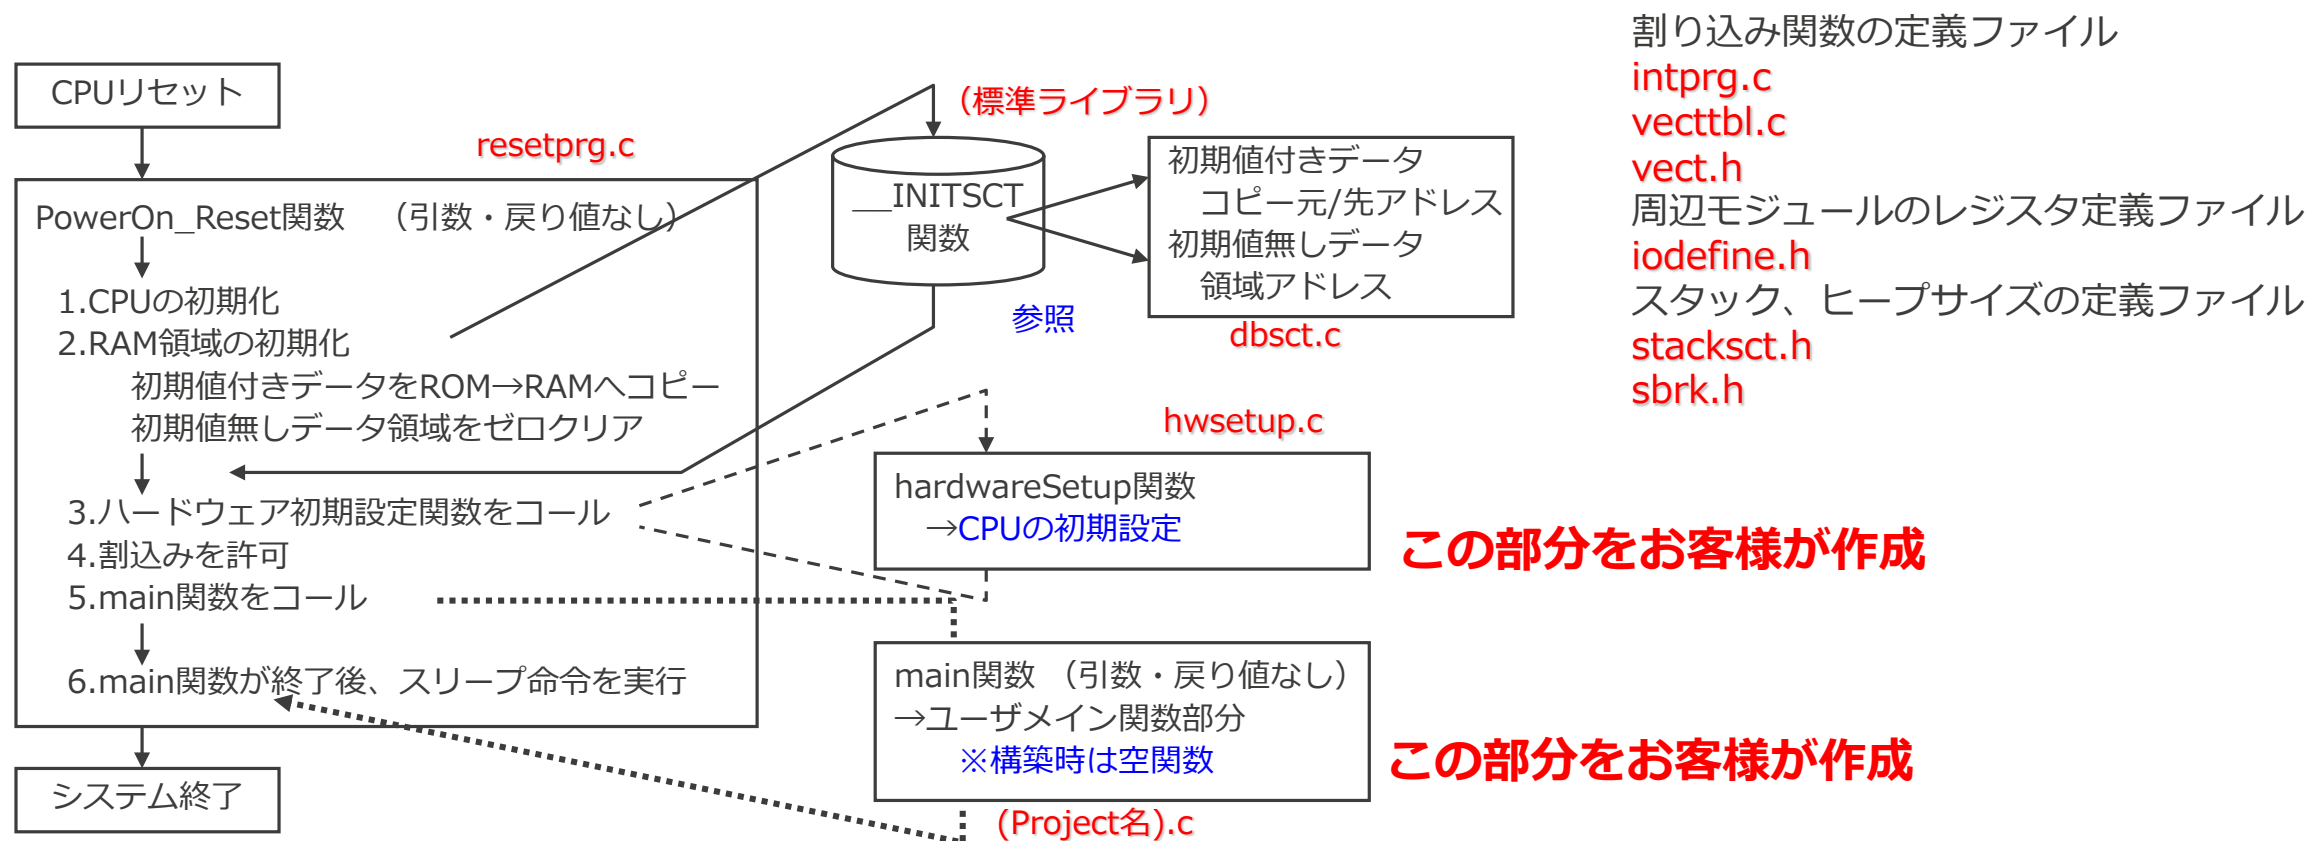 CPUリセット
resetprg.c
PowerOn_Reset関数　（引数・戻り値なし）
1.CPUの初期化
2.RAM領域の初期化
初期値付きデータをROM→RAMへコピー
初期値無しデータ領域をゼロクリア
3.ハードウェア初期設定関数をコール
4.割込みを許可
5.main関数をコール
6.main関数が終了後、スリープ命令を実行
システム終了
（標準ライブラリ）
__INITSCT
関数
初期値付きデータ
コピー元/先アドレス
初期値無しデータ
領域アドレス
参照
dbsct.c
hwsetup.c
hardwareSetup関数
→CPUの初期設定
この部分をお客様が作成
main関数 （引数・戻り値なし）
→ユーザメイン関数部分
※構築時は空関数
この部分をお客様が作成
(Project名).c
割り込み関数の定義ファイル
intprg.c
vecttbl.c
vect.h
周辺モジュールのレジスタ定義ファイル
iodefine.h
スタック、ヒープサイズの定義ファイル
stacksct.h
sbrk.h